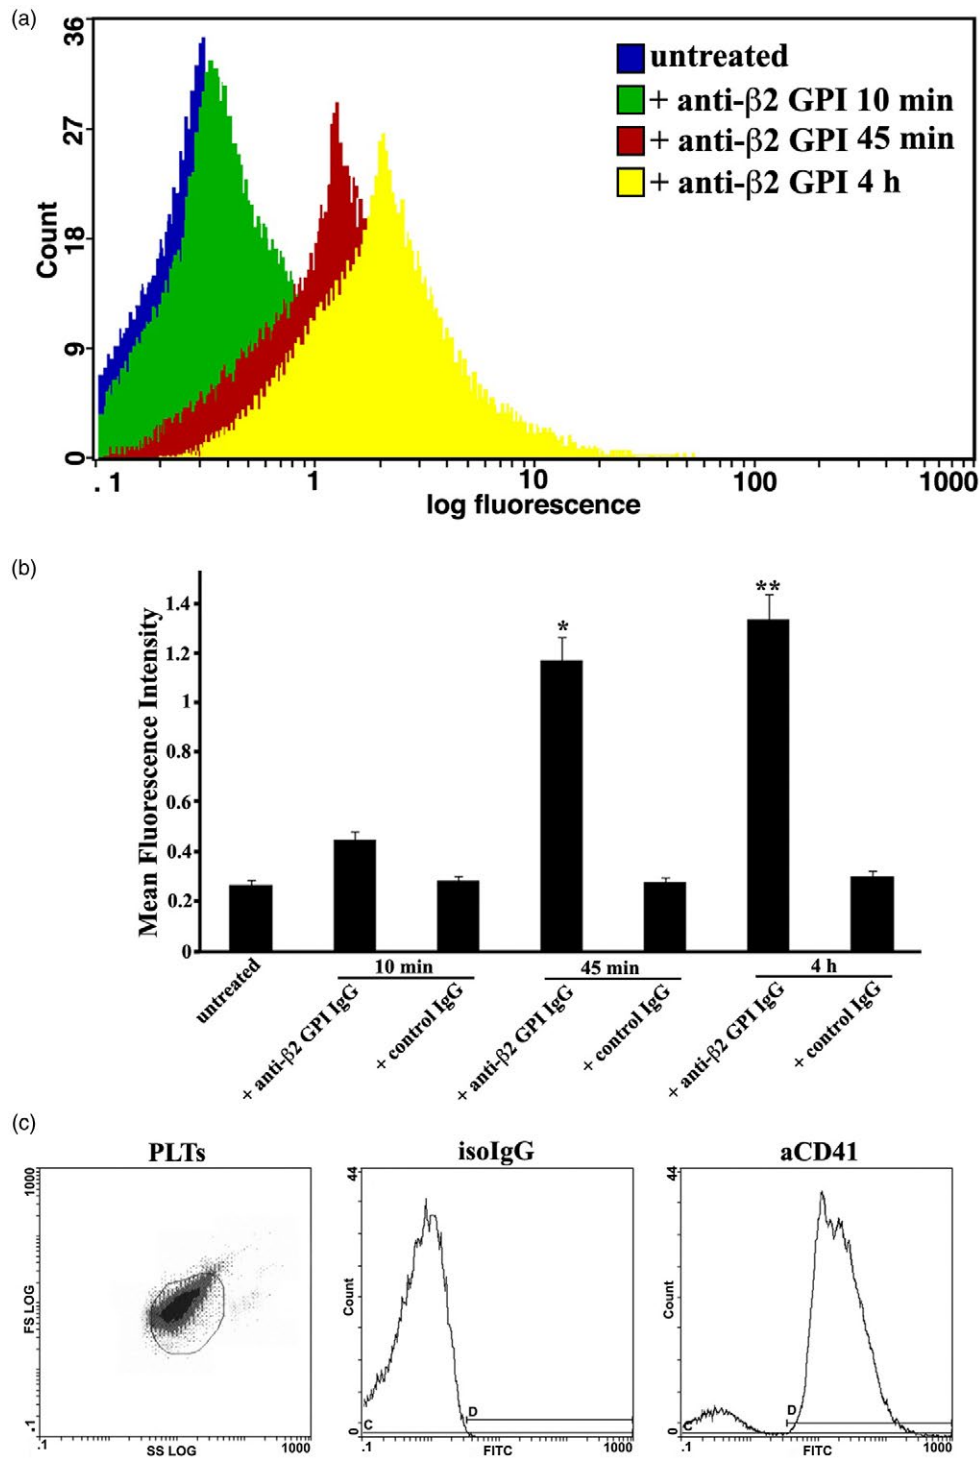 (a)
36
27
18
9
0
Count
untreated
+ anti-β2 GPI 10 min
+ anti-β2 GPI 45 min
+ anti-β2 GPI 4 h
.1 1 10 100 1000
log fluorescence
(b)
Mean Fluorescence Intensity
1.4
1.2
1
0.8
0.6
0.4
0.2
0
*
**
10 min
45 min
4 h
untreated
+ anti-β2 GPI IgG
+ control IgG
+ anti-β2 GPI IgG
+ control IgG
+ anti-β2 GPI IgG
+ control IgG
(c)
PLTs
1000
FS LOG
.1
.1 SS LOG 1000
isoIgG
44
Count
0
C
D
.1 FITC 1000
aCD41
44
Count
0
C
D
.1 FITC 1000